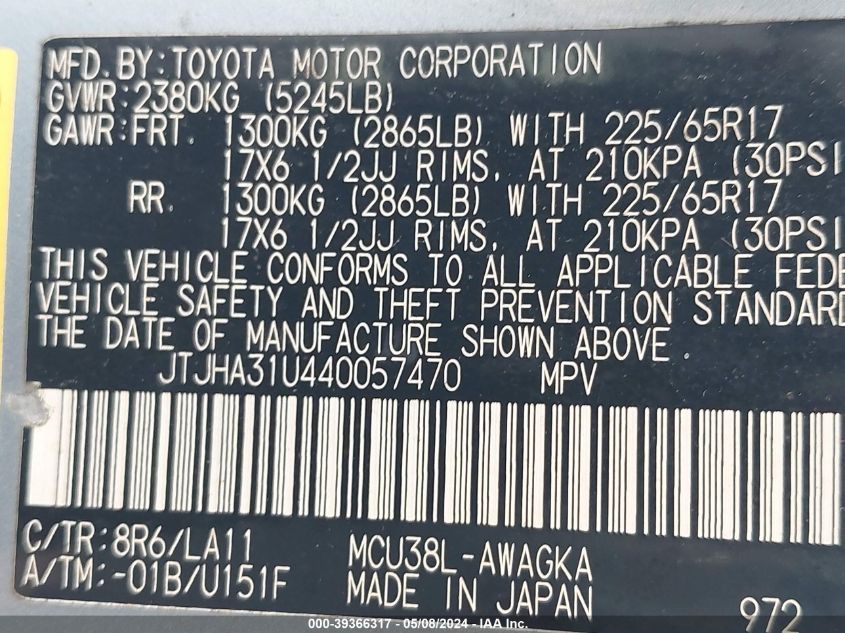 MFD. BY: TOYOTA MOTOR CORPORATION
GVWR: 2380KG (5245LB)
GAWR: FRT. 1300KG (2865LB) WITH 225/65R17
17X6 1/2JJ RIMS, AT 210KPA (30PSI
RR. 1300KG (2865LB) WITH 225/65R17
17X6 1/2JJ RIMS, AT 210KPA (30PSI
THIS VEHICLE CONFORMS TO ALL APPLICABLE FEDE
VEHICLE SAFETY AND THEFT PREVENTION STANDARD
THE DATE OF MANUFACTURE SHOWN ABOVE.
JTJHA31U440057470 MPV
C/TR: 8R6/LA11 MCU38L-AWAGKA
A/TM: -01B/U151F MADE IN JAPAN 972
000-39366317 - 05/08/2024 - IAA Inc.